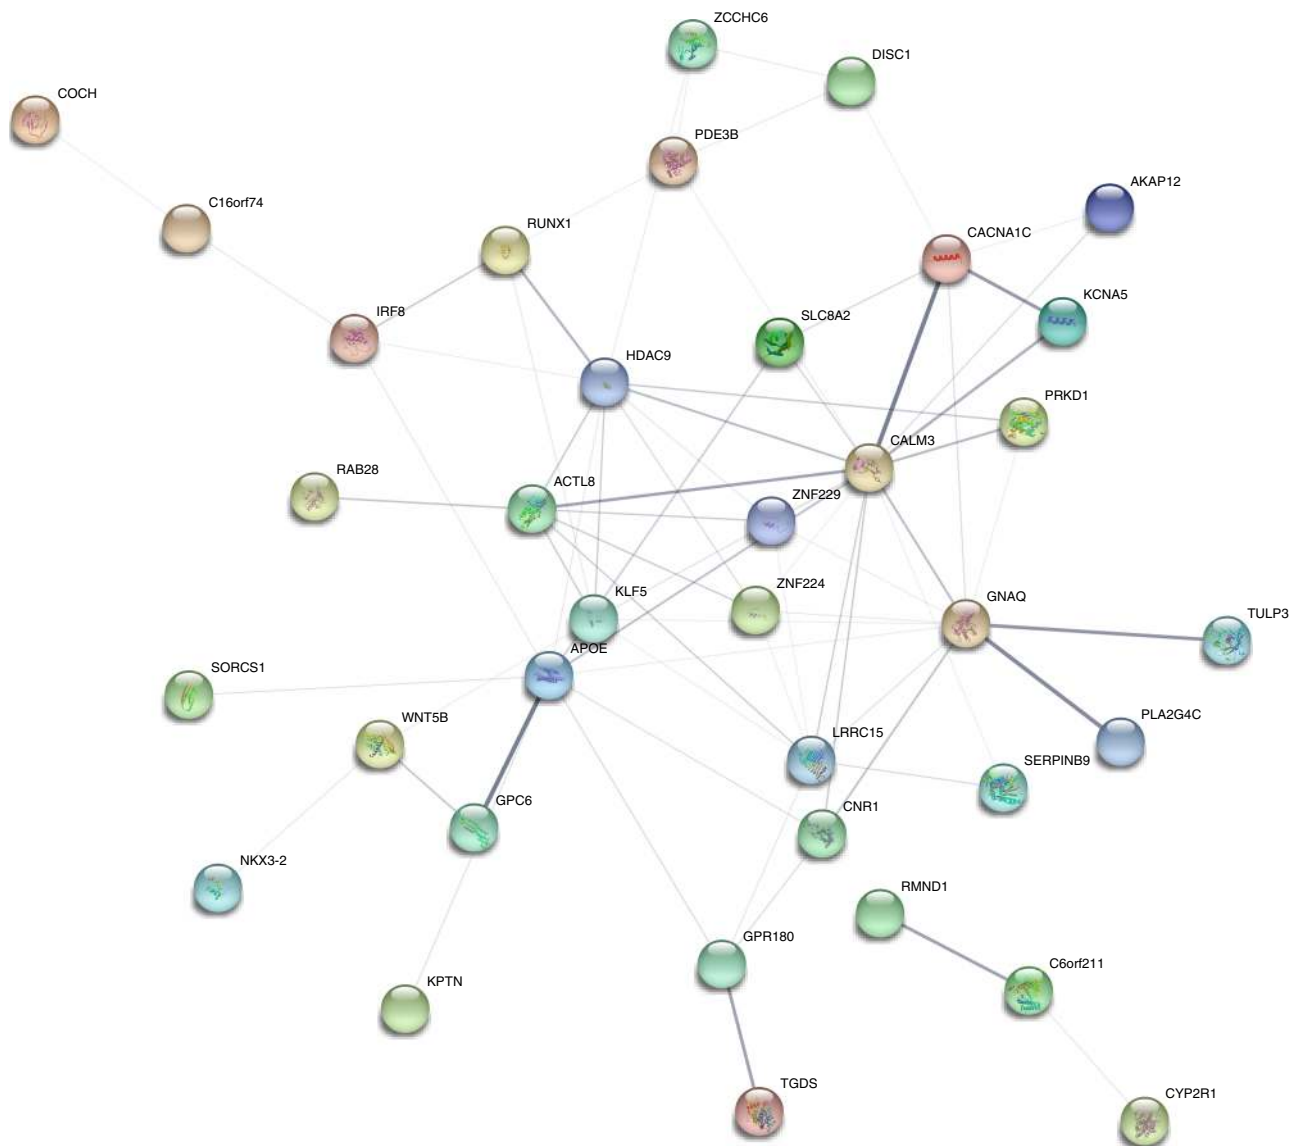 ZCCHC6
DISC1
COCH
PDE3B
AKAP12
C16orf74
RUNX1
CACNA1C
KCNA5
IRF8
SLC8A2
HDAC9
PRKD1
CALM3
RAB28
ACTL8
ZNF229
ZNF224
KLF5
GNAQ
TULP3
APOE
SORCS1
PLA2G4C
WNT5B
LRRC15
SERPINB9
GPC6
CNR1
NKX3-2
RMND1
GPR180
C6orf211
KPTN
TGDS
CYP2R1